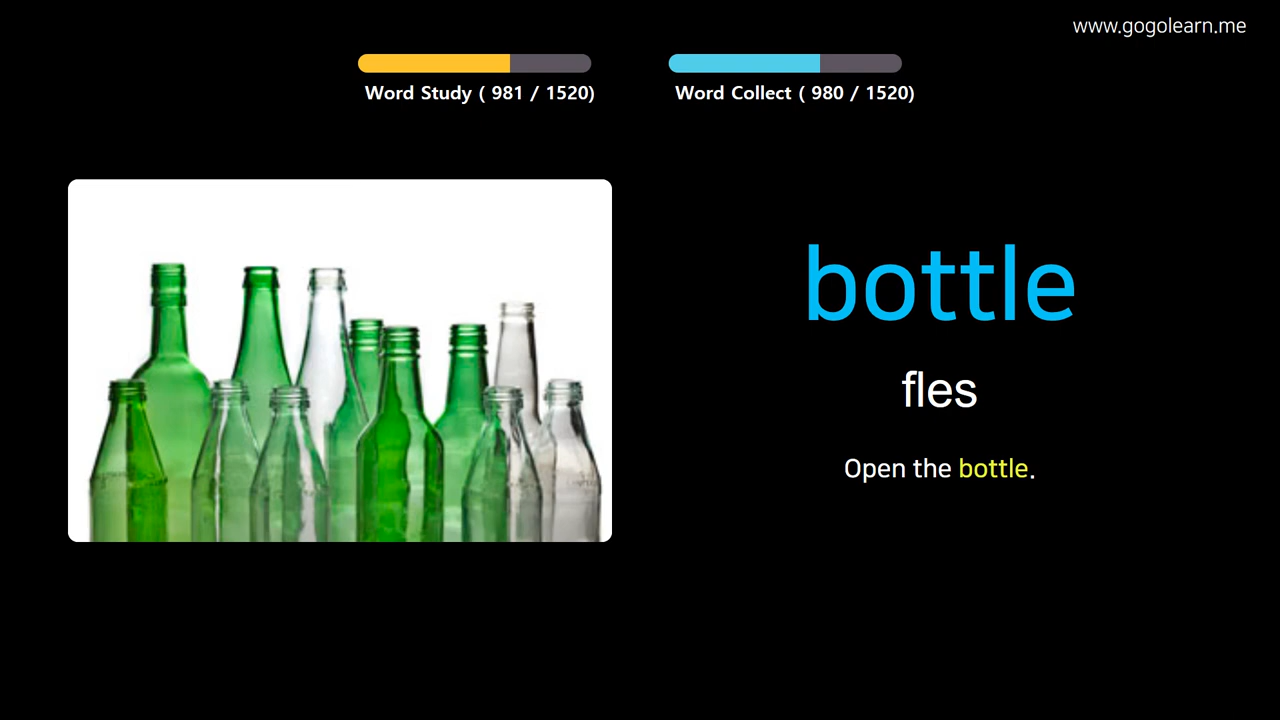 www.gogolearn.me
Word Study ( 981 / 1520)
Word Collect ( 980 / 1520)
bottle
fles
Open the bottle.